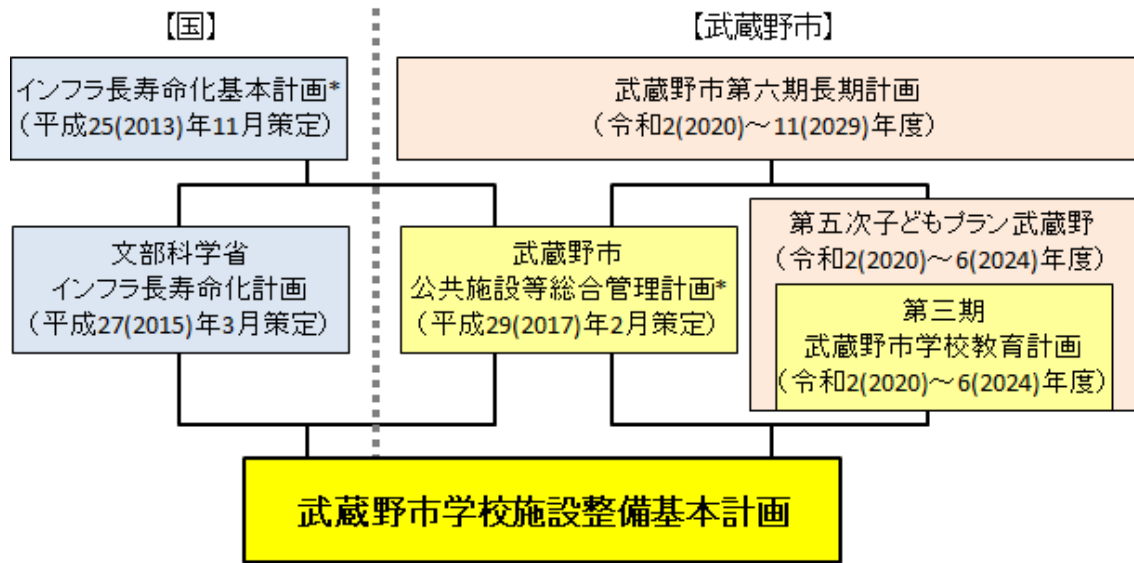 【国】
【武蔵野市】
インフラ長寿命化基本計画*
（平成25(2013)年11月策定）
武蔵野市第六期長期計画
（令和2(2020)～11(2029)年度）
文部科学省
インフラ長寿命化計画
（平成27(2015)年3月策定）
武蔵野市
公共施設等総合管理計画*
（平成29(2017)年2月策定）
第五次子どもプラン武蔵野
（令和2(2020)～6(2024)年度）
第三期
武蔵野市学校教育計画
（令和2(2020)～6(2024)年度）
武蔵野市学校施設整備基本計画